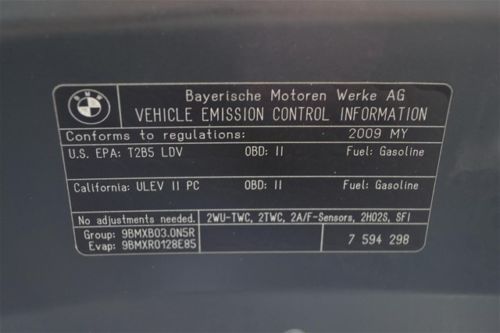 BMW
Bayerische Motoren Werke AG
VEHICLE EMISSION CONTROL INFORMATION
Conforms to regulations: 2009 MY
U.S. EPA: T2B5 LDV OBD: II Fuel: Gasoline
California: ULEV II PC OBD: II Fuel: Gasoline
No adjustments needed. 2WU-TWC, 2TWC, 2A/F-Sensors, 2HO2S, SFI
Group: 9BMXB03.0N5R
Evap: 9BMXR0128E85 7 594 298